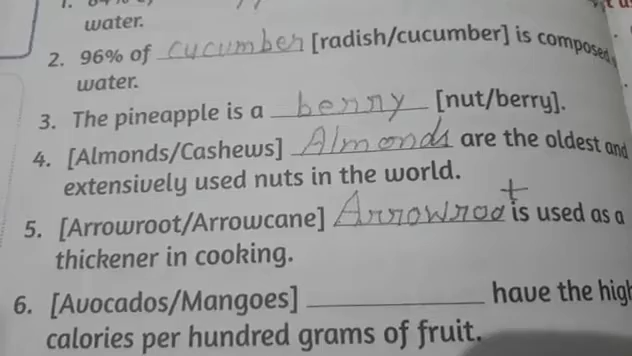 water.
2. 96% of cucumber [radish/cucumber] is composed
water.
3. The pineapple is a berry [nut/berry].
4. [Almonds/Cashews] Almonds are the oldest and
extensively used nuts in the world.
5. [Arrowroot/Arrowcane] Arrowroot is used as a
thickener in cooking.
6. [Avocados/Mangoes] ____________ have the high
calories per hundred grams of fruit.